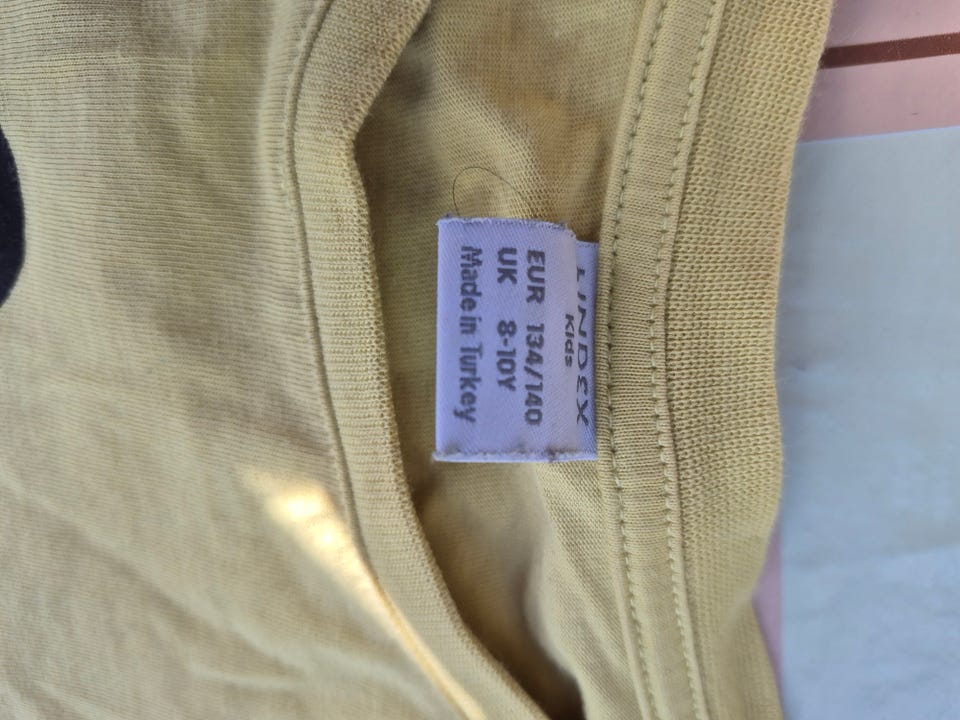 LINDEX
Kids
EUR 134/140
UK 8-10Y
Made in Turkey